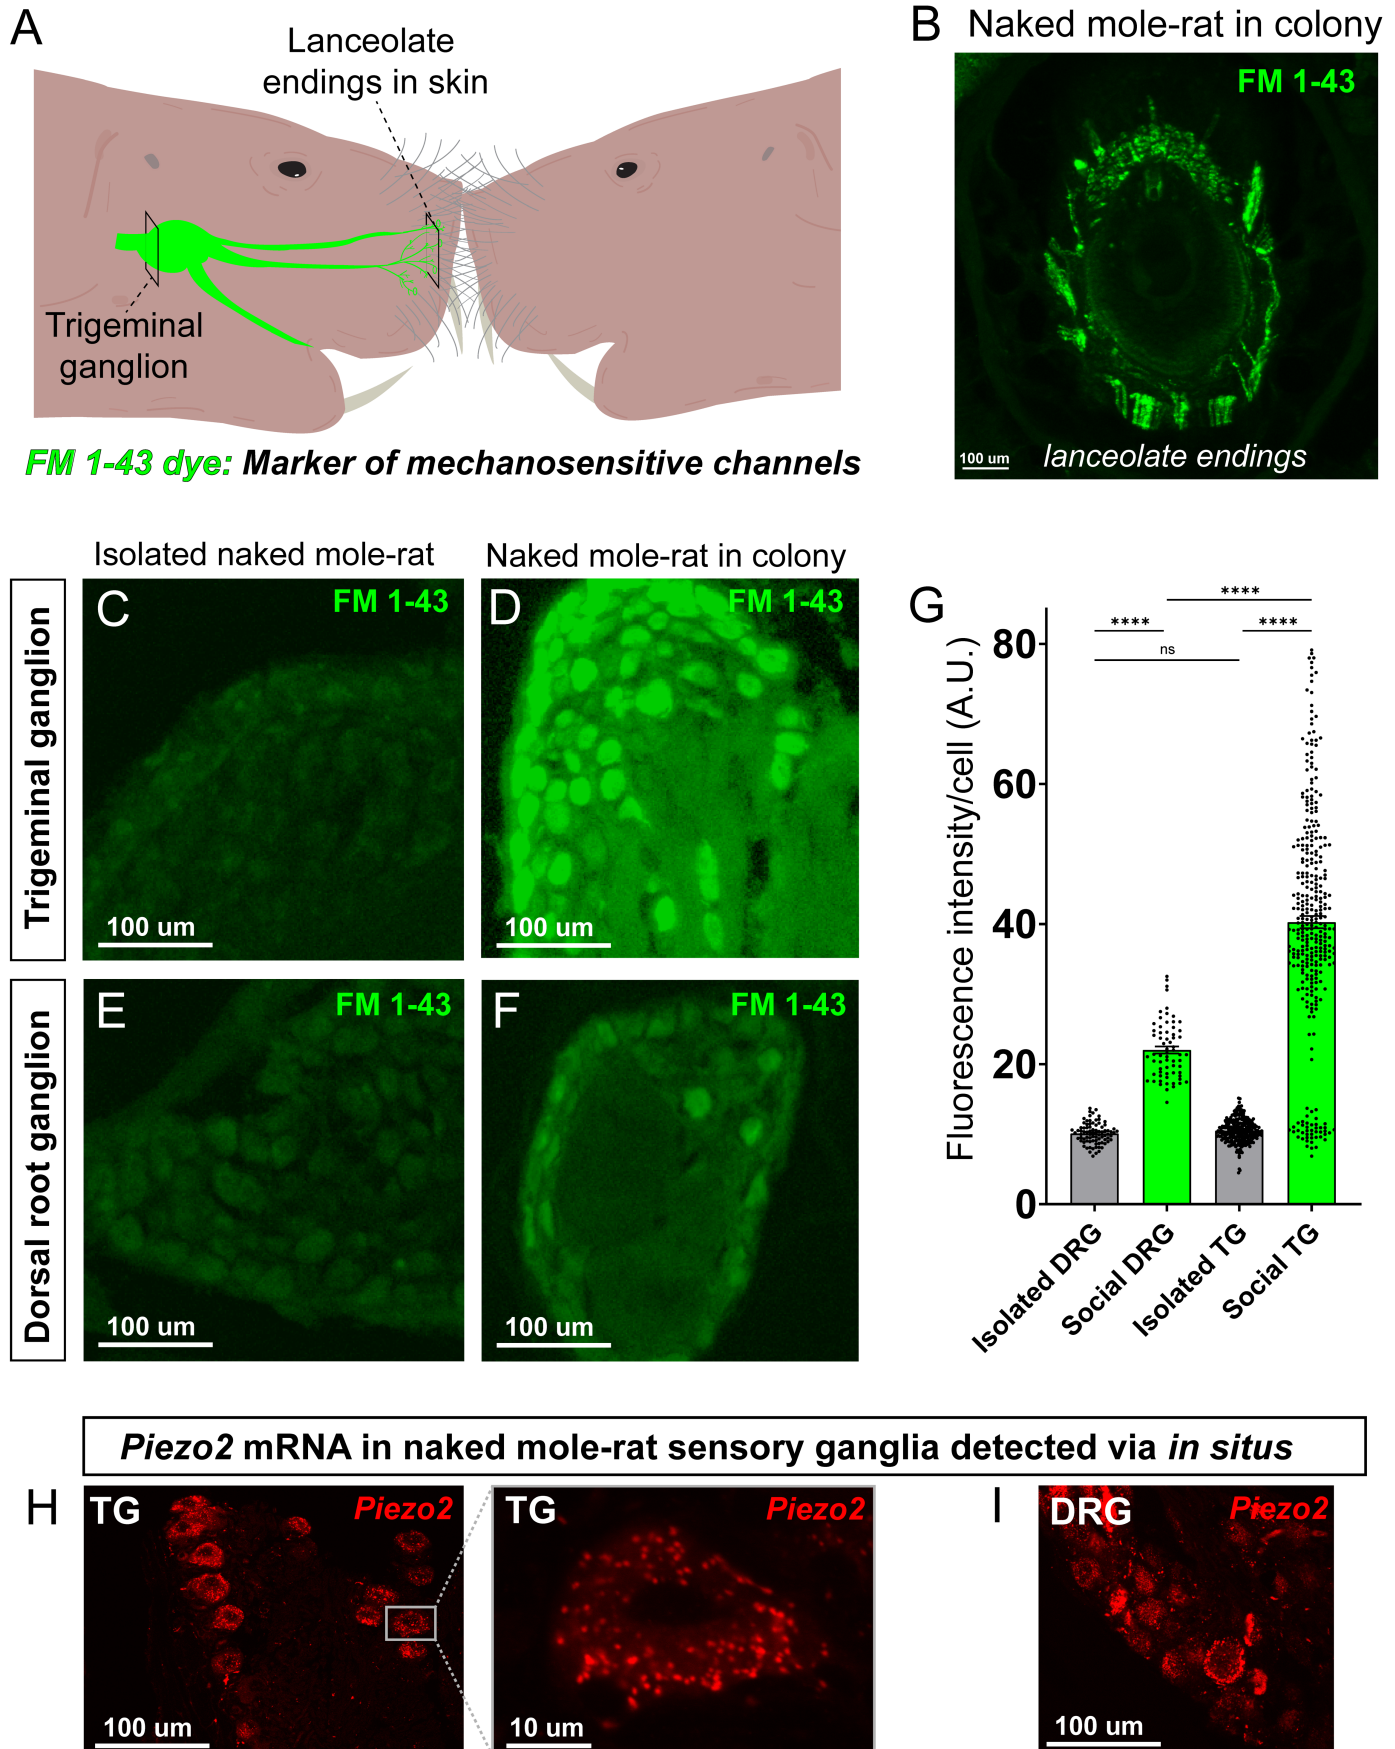 A
Lanceolate
endings in skin
Trigeminal
ganglion
FM 1-43 dye: Marker of mechanosensitive channels
B
Naked mole-rat in colony
FM 1-43
100 um
lanceolate endings
Isolated naked mole-rat
Naked mole-rat in colony
Trigeminal ganglion
C
FM 1-43
100 um
D
FM 1-43
100 um
Dorsal root ganglion
E
FM 1-43
100 um
F
FM 1-43
100 um
G
****
****
****
ns
Fluorescence intensity/cell (A.U.)
80
60
40
20
0
Isolated DRG
Social DRG
Isolated TG
Social TG
Piezo2 mRNA in naked mole-rat sensory ganglia detected via in situs
H
TG
Piezo2
100 um
TG
Piezo2
10 um
I
DRG
Piezo2
100 um